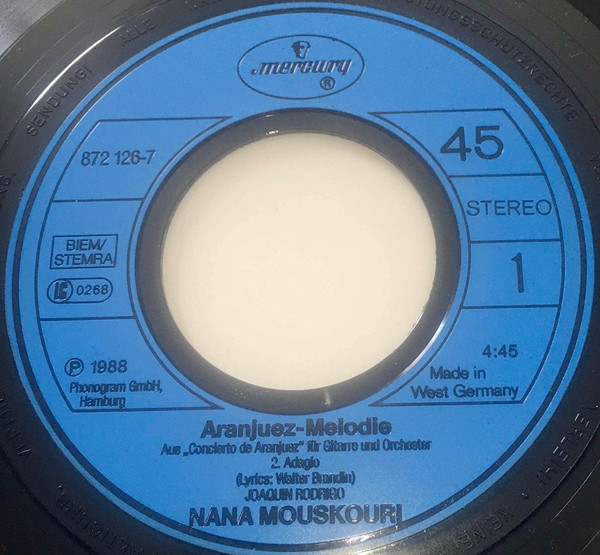 mercury
®
872 126-7
45
STEREO
BIEM/
STEMRA
1
LC 0268
℗ 1988
Phonogram GmbH,
Hamburg
4:45
Made in
West Germany
Aranjuez-Melodie
Aus „Concierto de Aranjuez" für Gitarre und Orchester
2. Adagio
(Lyrics: Walter Brandin)
JOAQUIN RODRIGO
NANA MOUSKOURI
SENDUNG! ALLE